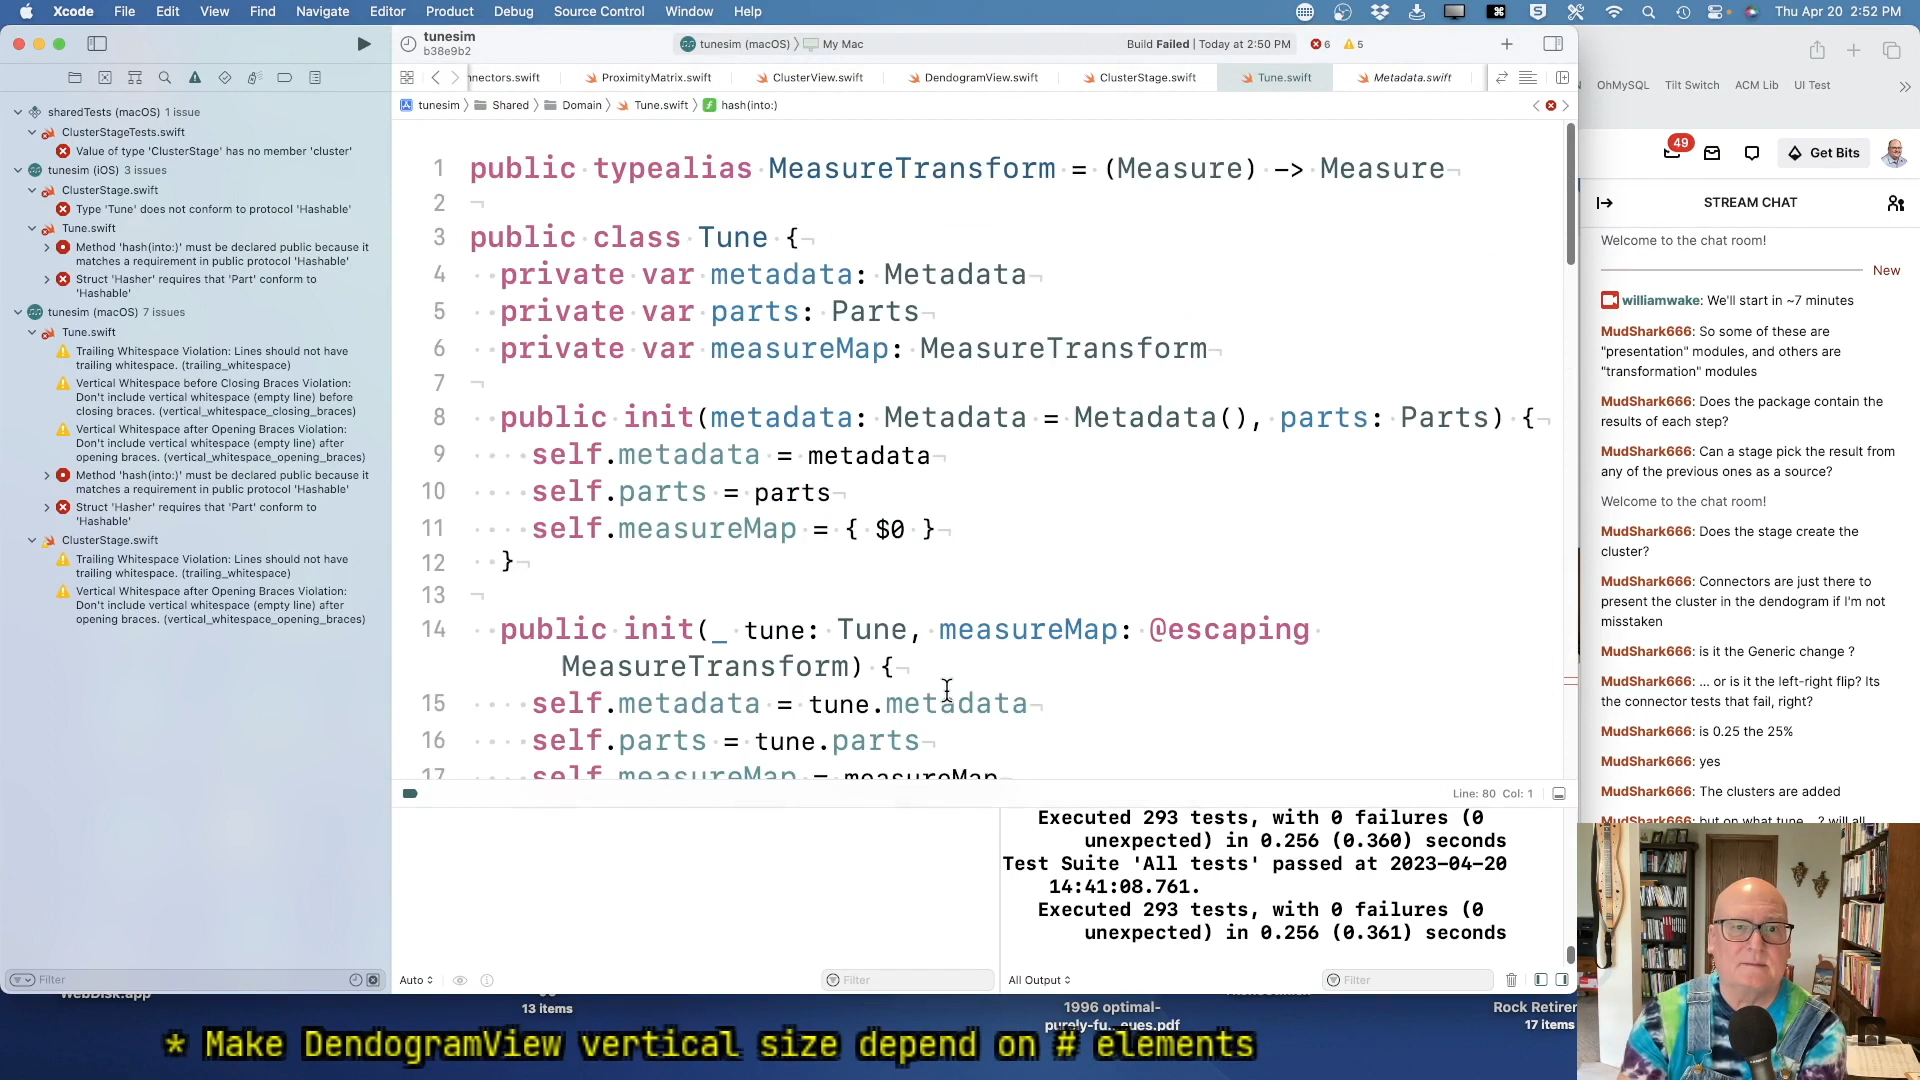 Xcode File Edit View Find Navigate Editor Product Debug Source Control Window Help
Thu Apr 20 2:52 PM
tunesim
b38e9b2
tunesim (macOS) 〉 My Mac
Build Failed | Today at 2:50 PM
6
5
nnectors.swift
ProximityMatrix.swift
ClusterView.swift
DendogramView.swift
ClusterStage.swift
Tune.swift
Metadata.swift
tunesim 〉 Shared 〉 Domain 〉 Tune.swift 〉 hash(into:)
sharedTests (macOS) 1 issue
ClusterStageTests.swift
Value of type 'ClusterStage' has no member 'cluster'
tunesim (iOS) 3 issues
ClusterStage.swift
Type 'Tune' does not conform to protocol 'Hashable'
Tune.swift
Method 'hash(into:)' must be declared public because it
matches a requirement in public protocol 'Hashable'
Struct 'Hasher' requires that 'Part' conform to
'Hashable'
tunesim (macOS) 7 issues
Tune.swift
Trailing Whitespace Violation: Lines should not have
trailing whitespace. (trailing_whitespace)
Vertical Whitespace before Closing Braces Violation:
Don't include vertical whitespace (empty line) before
closing braces. (vertical_whitespace_closing_braces)
Vertical Whitespace after Opening Braces Violation:
Don't include vertical whitespace (empty line) after
opening braces. (vertical_whitespace_opening_braces)
Method 'hash(into:)' must be declared public because it
matches a requirement in public protocol 'Hashable'
Struct 'Hasher' requires that 'Part' conform to
'Hashable'
ClusterStage.swift
Trailing Whitespace Violation: Lines should not have
trailing whitespace. (trailing_whitespace)
Vertical Whitespace after Opening Braces Violation:
Don't include vertical whitespace (empty line) after
opening braces. (vertical_whitespace_opening_braces)
Filter
1 public typealias MeasureTransform = (Measure) -> Measure
2
3 public class Tune {
4 private var metadata: Metadata
5 private var parts: Parts
6 private var measureMap: MeasureTransform
7
8 public init(metadata: Metadata = Metadata(), parts: Parts) {
9 self.metadata = metadata
10 self.parts = parts
11 self.measureMap = { $0 }
12 }
13
14 public init(_ tune: Tune, measureMap: @escaping
MeasureTransform) {
15 self.metadata = tune.metadata
16 self.parts = tune.parts
17 self.measureMap = measureMap
Line: 80 Col: 1
Executed 293 tests, with 0 failures (0
unexpected) in 0.256 (0.360) seconds
Test Suite 'All tests' passed at 2023-04-20
14:41:08.761.
Executed 293 tests, with 0 failures (0
unexpected) in 0.256 (0.361) seconds
Auto
Filter
All Output
Filter
OhMySQL Tilt Switch ACM Lib UI Test
49
Get Bits
STREAM CHAT
Welcome to the chat room!
New
williamwake: We'll start in ~7 minutes
MudShark666: So some of these are
"presentation" modules, and others are
"transformation" modules
MudShark666: Does the package contain the
results of each step?
MudShark666: Can a stage pick the result from
any of the previous ones as a source?
Welcome to the chat room!
MudShark666: Does the stage create the
cluster?
MudShark666: Connectors are just there to
present the cluster in the dendogram if I'm not
misstaken
MudShark666: is it the Generic change ?
MudShark666: ... or is it the left-right flip? Its
the connector tests that fail, right?
MudShark666: is 0.25 the 25%
MudShark666: yes
MudShark666: The clusters are added
MudShark666: but on what tune...? will all
WebDisk.app
13 items
1996 optimal-
purely-fu...eues.pdf
Rock Retirer
17 items
* Make DendogramView vertical size depend on # elements